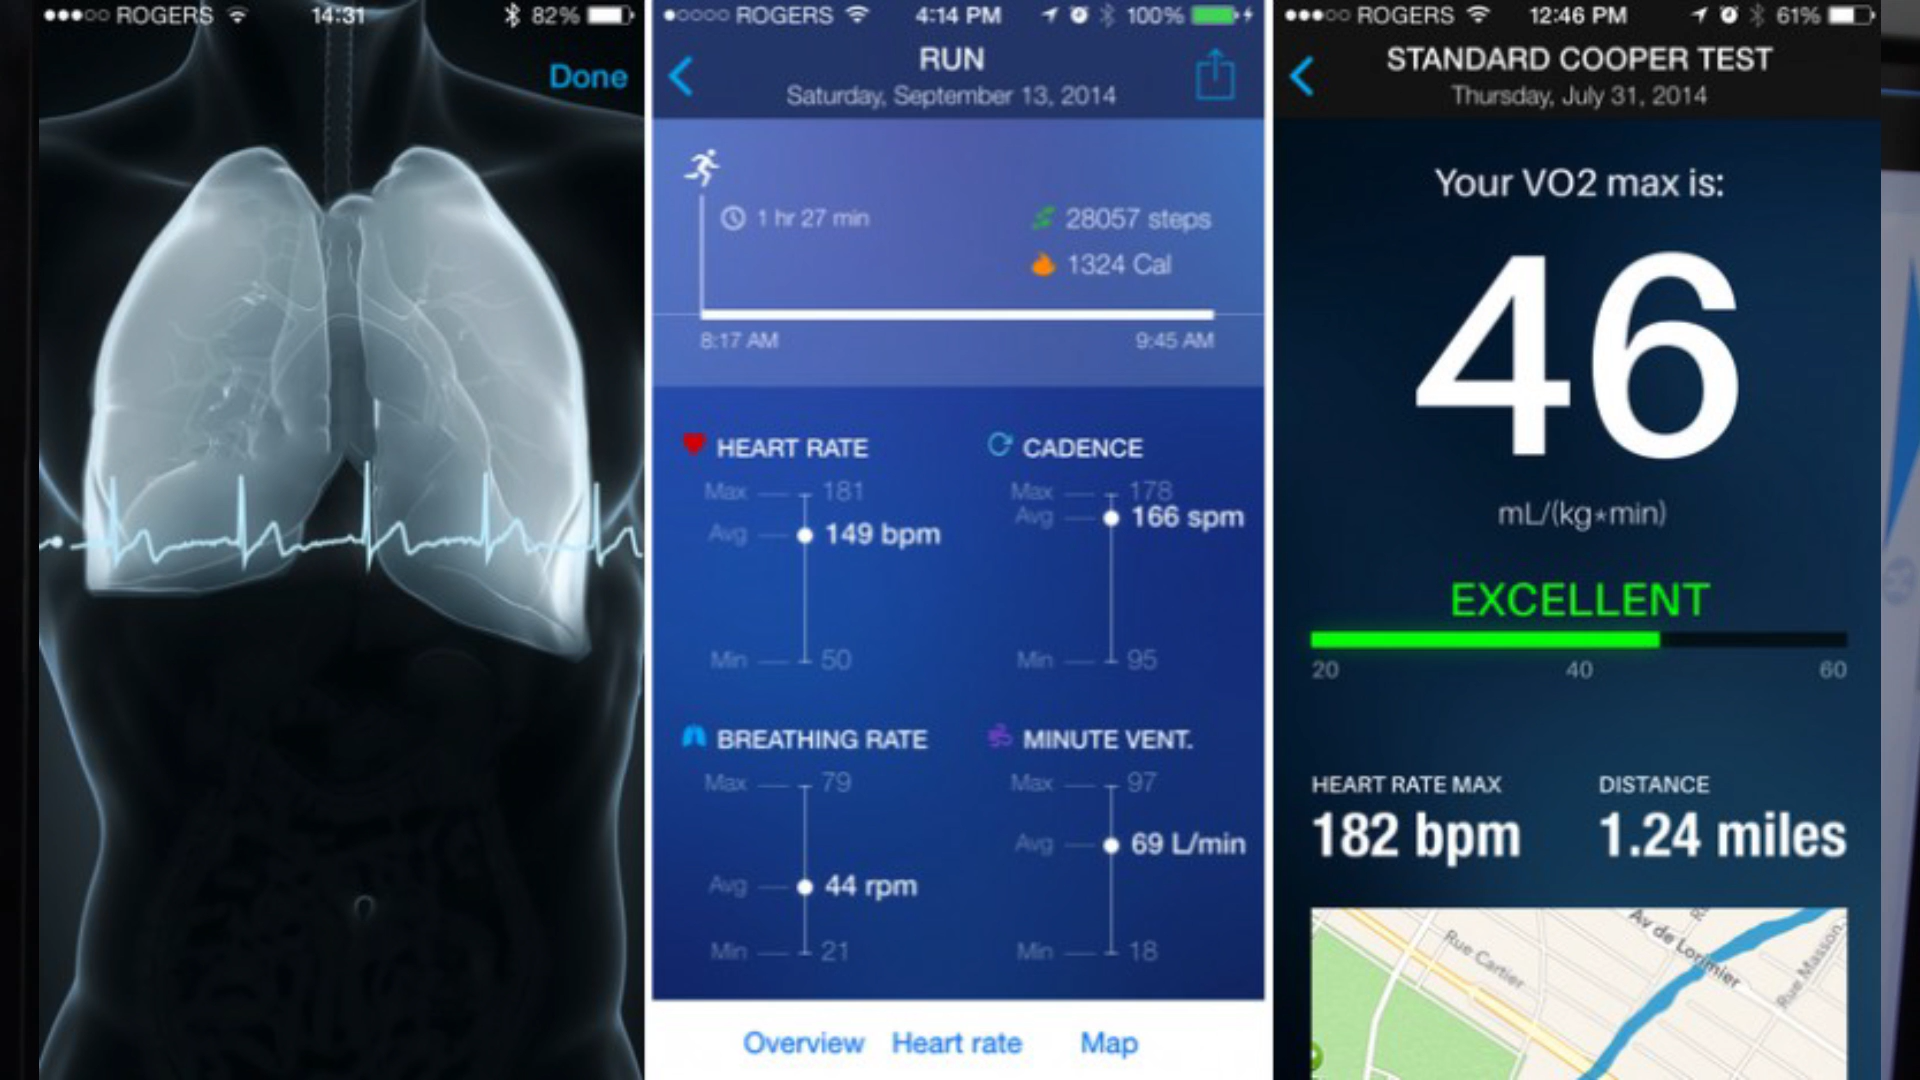 ROGERS 14:31 82%
Done
ROGERS 4:14 PM 100%
RUN
Saturday, September 13, 2014
1 hr 27 min
28057 steps
1324 Cal
8:17 AM
9:45 AM
HEART RATE
Max 181
Avg 149 bpm
Min 50
CADENCE
Max 178
Avg 166 spm
Min 95
BREATHING RATE
Max 79
Avg 44 rpm
Min 21
MINUTE VENT.
Max 97
Avg 69 L/min
Min 18
Overview Heart rate Map
ROGERS 12:46 PM 61%
STANDARD COOPER TEST
Thursday, July 31, 2014
Your VO2 max is:
46
mL/(kg*min)
EXCELLENT
20 40 60
HEART RATE MAX
182 bpm
DISTANCE
1.24 miles
Rue Cartier
Av de Lorimier
Rue Masson